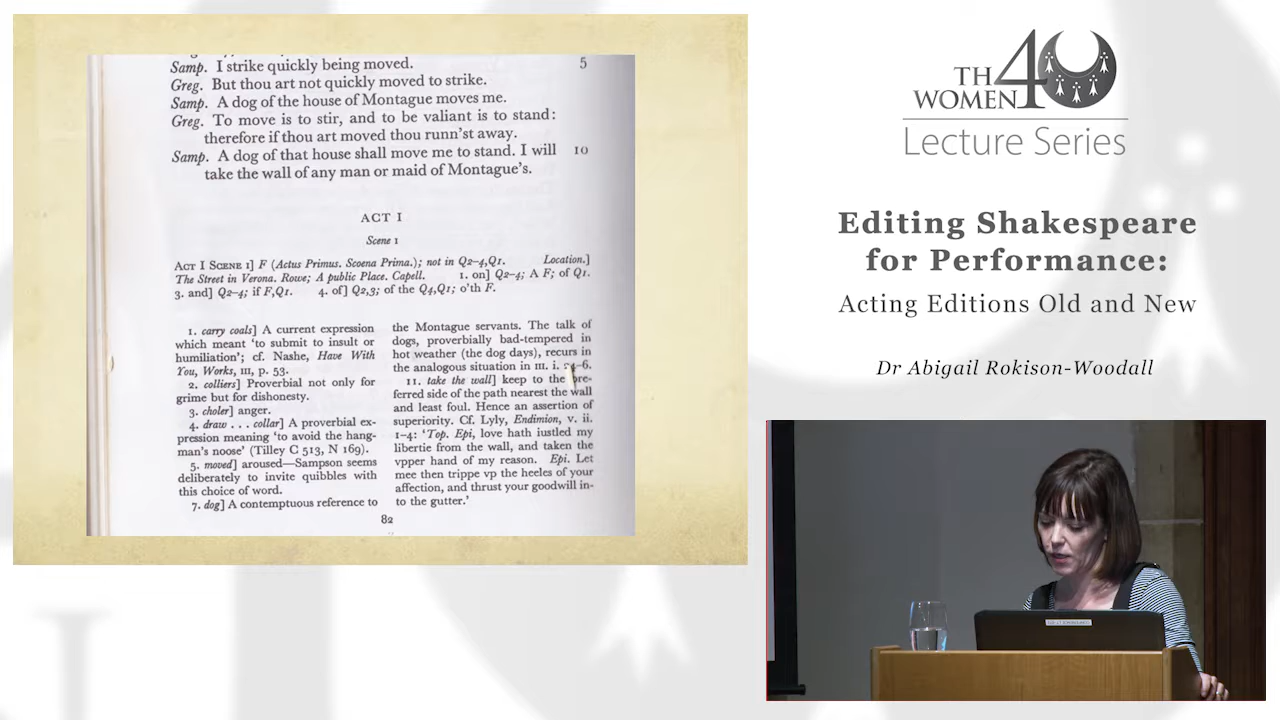 Samp. I strike quickly being moved. 5
Greg. But thou art not quickly moved to strike.
Samp. A dog of the house of Montague moves me.
Greg. To move is to stir, and to be valiant is to stand:
therefore if thou art moved thou runn'st away.
Samp. A dog of that house shall move me to stand. I will 10
take the wall of any man or maid of Montague's.
ACT I
Scene 1
ACT I SCENE 1] F (Actus Primus. Scoena Prima.); not in Q2–4,Q1. Location.]
The Street in Verona. Rowe; A public Place. Capell. 1. on] Q2–4; A F; of Q1.
3. and] Q2–4; if F,Q1. 4. of] Q2,3; of the Q4,Q1; o'th F.
1. carry coals] A current expression
which meant 'to submit to insult or
humiliation'; cf. Nashe, Have With
You, Works, III, p. 53.
2. colliers] Proverbial not only for
grime but for dishonesty.
3. choler] anger.
4. draw . . . collar] A proverbial ex-
pression meaning 'to avoid the hang-
man's noose' (Tilley C 513, N 169).
5. moved] aroused—Sampson seems
deliberately to invite quibbles with
this choice of word.
7. dog] A contemptuous reference to
the Montague servants. The talk of
dogs, proverbially bad-tempered in
hot weather (the dog days), recurs in
the analogous situation in III. i.
11. take the wall] keep to the pre-
ferred side of the path nearest the wall
and least foul. Hence an assertion of
superiority. Cf. Lyly, Endimion, v. ii.
1–4: 'Top. Epi, love hath iustled my
libertie from the wall, and taken the
vpper hand of my reason. Epi. Let
mee then trippe vp the heeles of your
affection, and thrust your goodwill in-
to the gutter.'
82
TH
40
WOMEN
Lecture Series
Editing Shakespeare
for Performance:
Acting Editions Old and New
Dr Abigail Rokison-Woodall